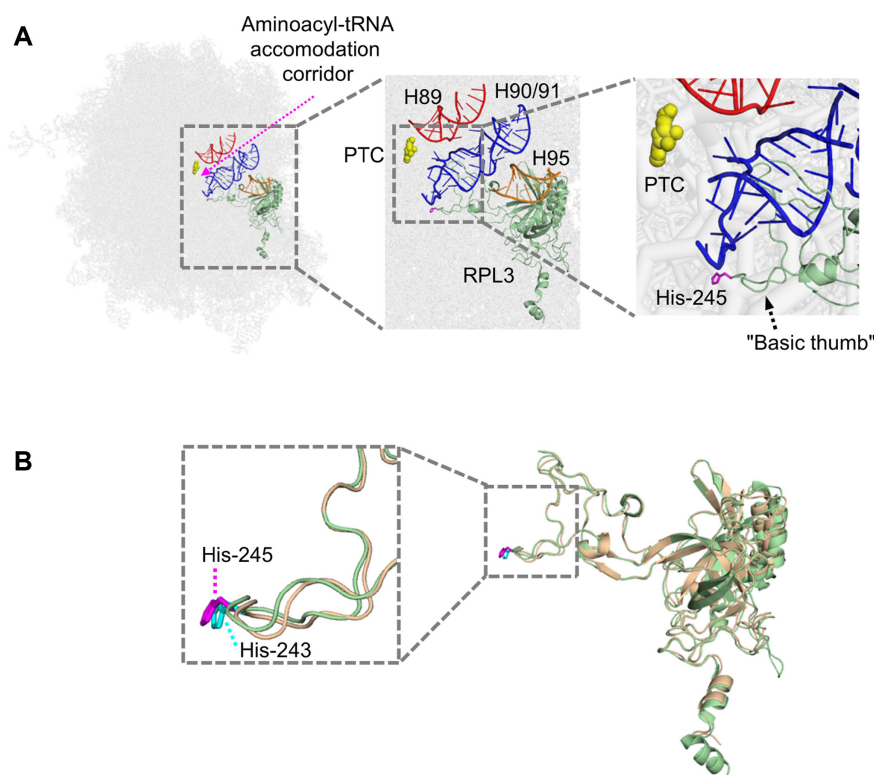 A
Aminoacyl-tRNA
accomodation
corridor
H89
H90/91
PTC
H95
RPL3
PTC
His-245
"Basic thumb"
B
His-245
His-243